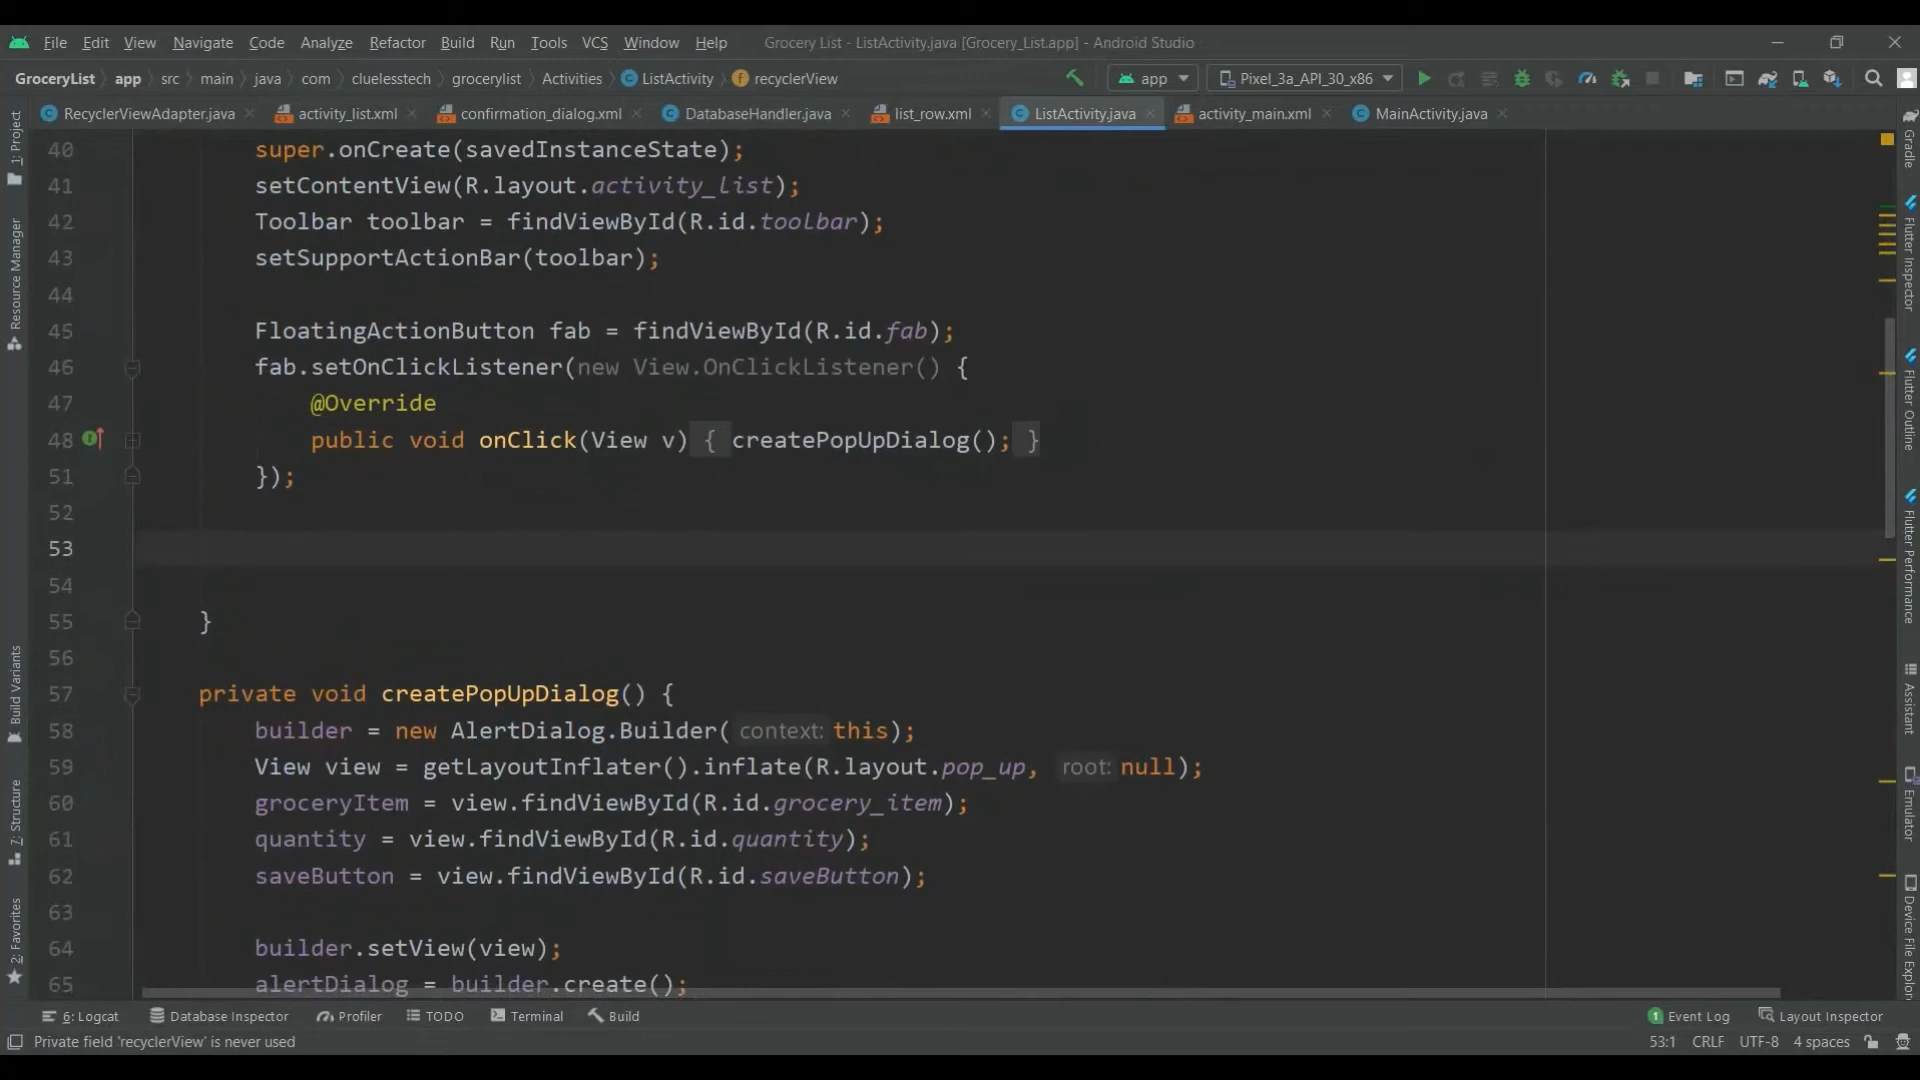 File Edit View Navigate Code Analyze Refactor Build Run Tools VCS Window Help Grocery List - ListActivity.java [Grocery_List.app] - Android Studio
GroceryList app src main java com cluelesstech grocerylist Activities ListActivity recyclerView app Pixel_3a_API_30_x86
RecyclerViewAdapter.java activity_list.xml confirmation_dialog.xml DatabaseHandler.java list_row.xml ListActivity.java activity_main.xml MainActivity.java
40 super.onCreate(savedInstanceState);
41 setContentView(R.layout.activity_list);
42 Toolbar toolbar = findViewById(R.id.toolbar);
43 setSupportActionBar(toolbar);
44
45 FloatingActionButton fab = findViewById(R.id.fab);
46 fab.setOnClickListener(new View.OnClickListener() {
47 @Override
48 public void onClick(View v) { createPopUpDialog(); }
51 });
52
53
54
55 }
56
57 private void createPopUpDialog() {
58 builder = new AlertDialog.Builder( context: this);
59 View view = getLayoutInflater().inflate(R.layout.pop_up, root: null);
60 groceryItem = view.findViewById(R.id.grocery_item);
61 quantity = view.findViewById(R.id.quantity);
62 saveButton = view.findViewById(R.id.saveButton);
63
64 builder.setView(view);
65 alertDialog = builder.create();
1: Project
Resource Manager
Build Variants
7: Structure
2: Favorites
Gradle
Flutter Inspector
Flutter Outline
Flutter Performance
Assistant
Emulator
Device File Explorer
6: Logcat Database Inspector Profiler TODO Terminal Build 1 Event Log Layout Inspector
Private field 'recyclerView' is never used 53:1 CRLF UTF-8 4 spaces